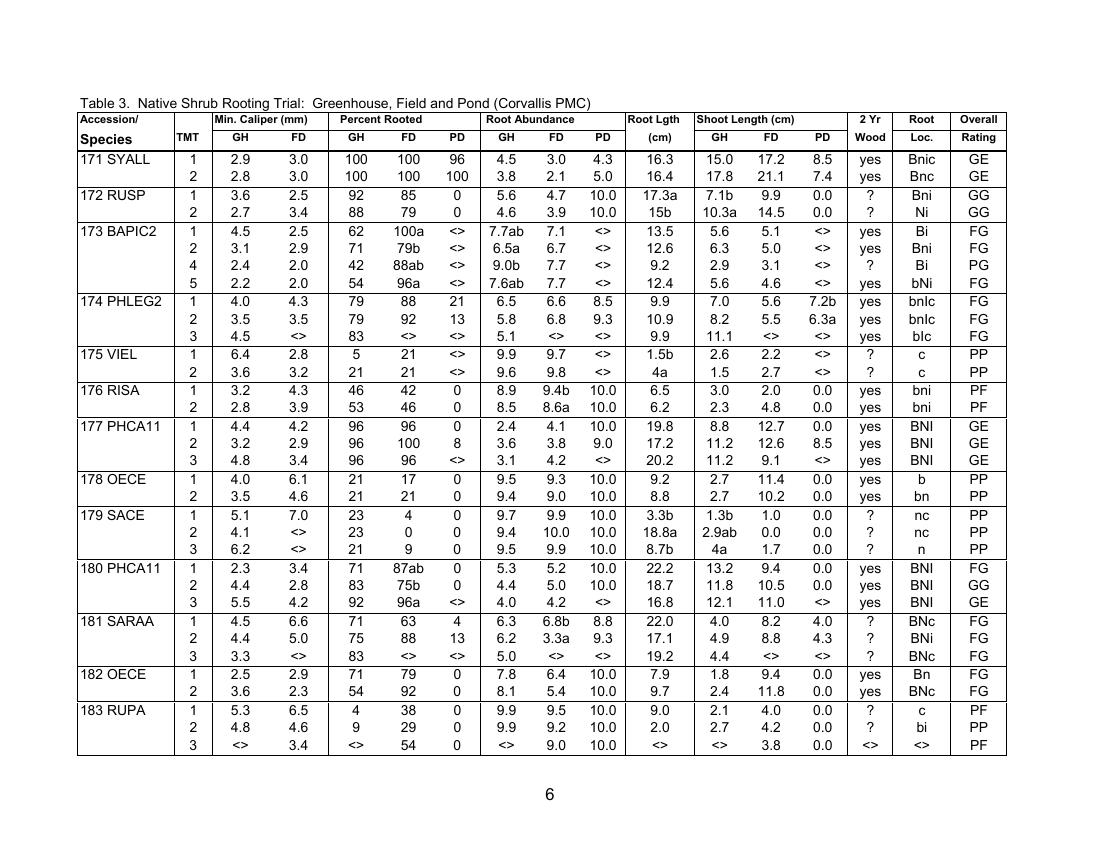 Table 3. Native Shrub Rooting Trial: Greenhouse, Field and Pond (Corvallis PMC)
Accession/ Min. Caliper (mm) Percent Rooted Root Abundance Root Lgth Shoot Length (cm) 2 Yr Root Overall
Species TMT GH FD GH FD PD GH FD PD (cm) GH FD PD Wood Loc. Rating
171 SYALL 1 2.9 3.0 100 100 96 4.5 3.0 4.3 16.3 15.0 17.2 8.5 yes Bnic GE
2 2.8 3.0 100 100 100 3.8 2.1 5.0 16.4 17.8 21.1 7.4 yes Bnc GE
172 RUSP 1 3.6 2.5 92 85 0 5.6 4.7 10.0 17.3a 7.1b 9.9 0.0 ? Bni GG
2 2.7 3.4 88 79 0 4.6 3.9 10.0 15b 10.3a 14.5 0.0 ? Ni GG
173 BAPIC2 1 4.5 2.5 62 100a <> 7.7ab 7.1 <> 13.5 5.6 5.1 <> yes Bi FG
2 3.1 2.9 71 79b <> 6.5a 6.7 <> 12.6 6.3 5.0 <> yes Bni FG
4 2.4 2.0 42 88ab <> 9.0b 7.7 <> 9.2 2.9 3.1 <> ? Bi PG
5 2.2 2.0 54 96a <> 7.6ab 7.7 <> 12.4 5.6 4.6 <> yes bNi FG
174 PHLEG2 1 4.0 4.3 79 88 21 6.5 6.6 8.5 9.9 7.0 5.6 7.2b yes bnIc FG
2 3.5 3.5 79 92 13 5.8 6.8 9.3 10.9 8.2 5.5 6.3a yes bnIc FG
3 4.5 <> 83 <> <> 5.1 <> <> 9.9 11.1 <> <> yes bIc FG
175 VIEL 1 6.4 2.8 5 21 <> 9.9 9.7 <> 1.5b 2.6 2.2 <> ? c PP
2 3.6 3.2 21 21 <> 9.6 9.8 <> 4a 1.5 2.7 <> ? c PP
176 RISA 1 3.2 4.3 46 42 0 8.9 9.4b 10.0 6.5 3.0 2.0 0.0 yes bni PF
2 2.8 3.9 53 46 0 8.5 8.6a 10.0 6.2 2.3 4.8 0.0 yes bni PF
177 PHCA11 1 4.4 4.2 96 96 0 2.4 4.1 10.0 19.8 8.8 12.7 0.0 yes BNI GE
2 3.2 2.9 96 100 8 3.6 3.8 9.0 17.2 11.2 12.6 8.5 yes BNI GE
3 4.8 3.4 96 96 <> 3.1 4.2 <> 20.2 11.2 9.1 <> yes BNI GE
178 OECE 1 4.0 6.1 21 17 0 9.5 9.3 10.0 9.2 2.7 11.4 0.0 yes b PP
2 3.5 4.6 21 21 0 9.4 9.0 10.0 8.8 2.7 10.2 0.0 yes bn PP
179 SACE 1 5.1 7.0 23 4 0 9.7 9.9 10.0 3.3b 1.3b 1.0 0.0 ? nc PP
2 4.1 <> 23 0 0 9.4 10.0 10.0 18.8a 2.9ab 0.0 0.0 ? nc PP
3 6.2 <> 21 9 0 9.5 9.9 10.0 8.7b 4a 1.7 0.0 ? n PP
180 PHCA11 1 2.3 3.4 71 87ab 0 5.3 5.2 10.0 22.2 13.2 9.4 0.0 yes BNI FG
2 4.4 2.8 83 75b 0 4.4 5.0 10.0 18.7 11.8 10.5 0.0 yes BNI GG
3 5.5 4.2 92 96a <> 4.0 4.2 <> 16.8 12.1 11.0 <> yes BNI GE
181 SARAA 1 4.5 6.6 71 63 4 6.3 6.8b 8.8 22.0 4.0 8.2 4.0 ? BNc FG
2 4.4 5.0 75 88 13 6.2 3.3a 9.3 17.1 4.9 8.8 4.3 ? BNi FG
3 3.3 <> 83 <> <> 5.0 <> <> 19.2 4.4 <> <> ? BNc FG
182 OECE 1 2.5 2.9 71 79 0 7.8 6.4 10.0 7.9 1.8 9.4 0.0 yes Bn FG
2 3.6 2.3 54 92 0 8.1 5.4 10.0 9.7 2.4 11.8 0.0 yes BNc FG
183 RUPA 1 5.3 6.5 4 38 0 9.9 9.5 10.0 9.0 2.1 4.0 0.0 ? c PF
2 4.8 4.6 9 29 0 9.9 9.2 10.0 2.0 2.7 4.2 0.0 ? bi PP
3 <> 3.4 <> 54 0 <> 9.0 10.0 <> <> 3.8 0.0 <> <> PF
6